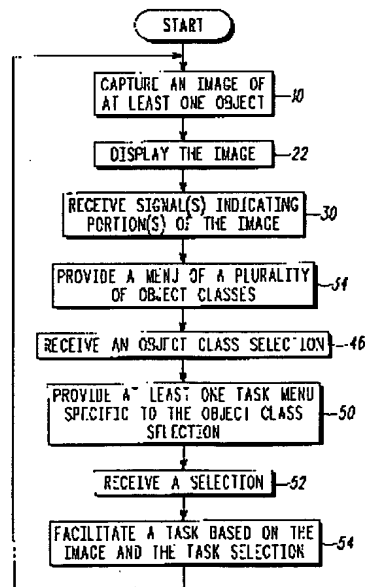 START
CAPTURE AN IMAGE OF
AT LEAST ONE OBJECT
10
DISPLAY THE IMAGE
22
RECEIVE SIGNAL(S) INDICATING
PORTION(S) OF THE IMAGE
30
PROVIDE A MENU OF A PLURALITY
OF OBJECT CLASSES
54
RECEIVE AN OBJECT CLASS SELECTION
46
PROVIDE AT LEAST ONE TASK MENU
SPECIFIC TO THE OBJECT CLASS
SELECTION
50
RECEIVE A SELECTION
52
FACILITATE A TASK BASED ON THE
IMAGE AND THE TASK SELECTION
54